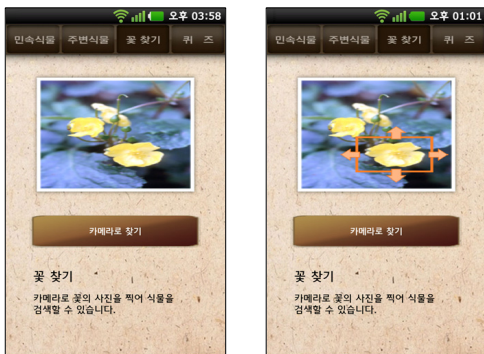 오후 03:58
민속식물 주변식물 꽃 찾기 퀴 즈
카메라로 찾기
꽃 찾기
카메라로 꽃의 사진을 찍어 식물을
검색할 수 있습니다.
오후 01:01
민속식물 주변식물 꽃 찾기 퀴 즈
카메라로 찾기
꽃 찾기
카메라로 꽃의 사진을 찍어 식물을
검색할 수 있습니다.